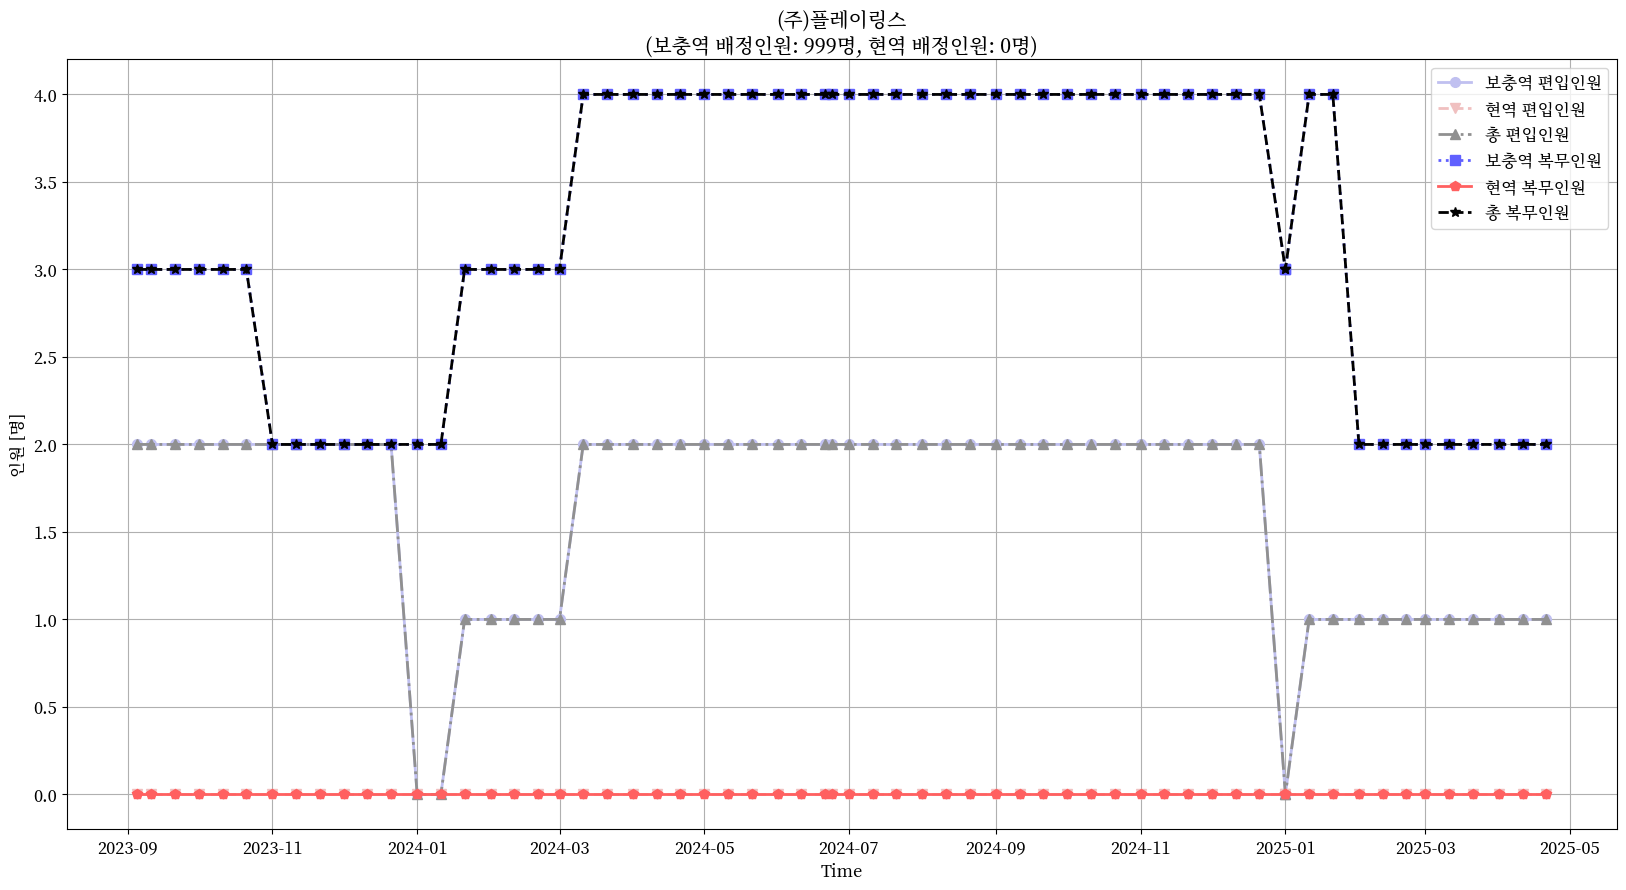 (주)플레이링스
(보충역 배정인원: 999명, 현역 배정인원: 0명)
보충역 편입인원
현역 편입인원
총 편입인원
보충역 복무인원
현역 복무인원
총 복무인원
인원 [명]
4.0
3.5
3.0
2.5
2.0
1.5
1.0
0.5
0.0
2023-09 2023-11 2024-01 2024-03 2024-05 2024-07 2024-09 2024-11 2025-01 2025-03 2025-05
Time